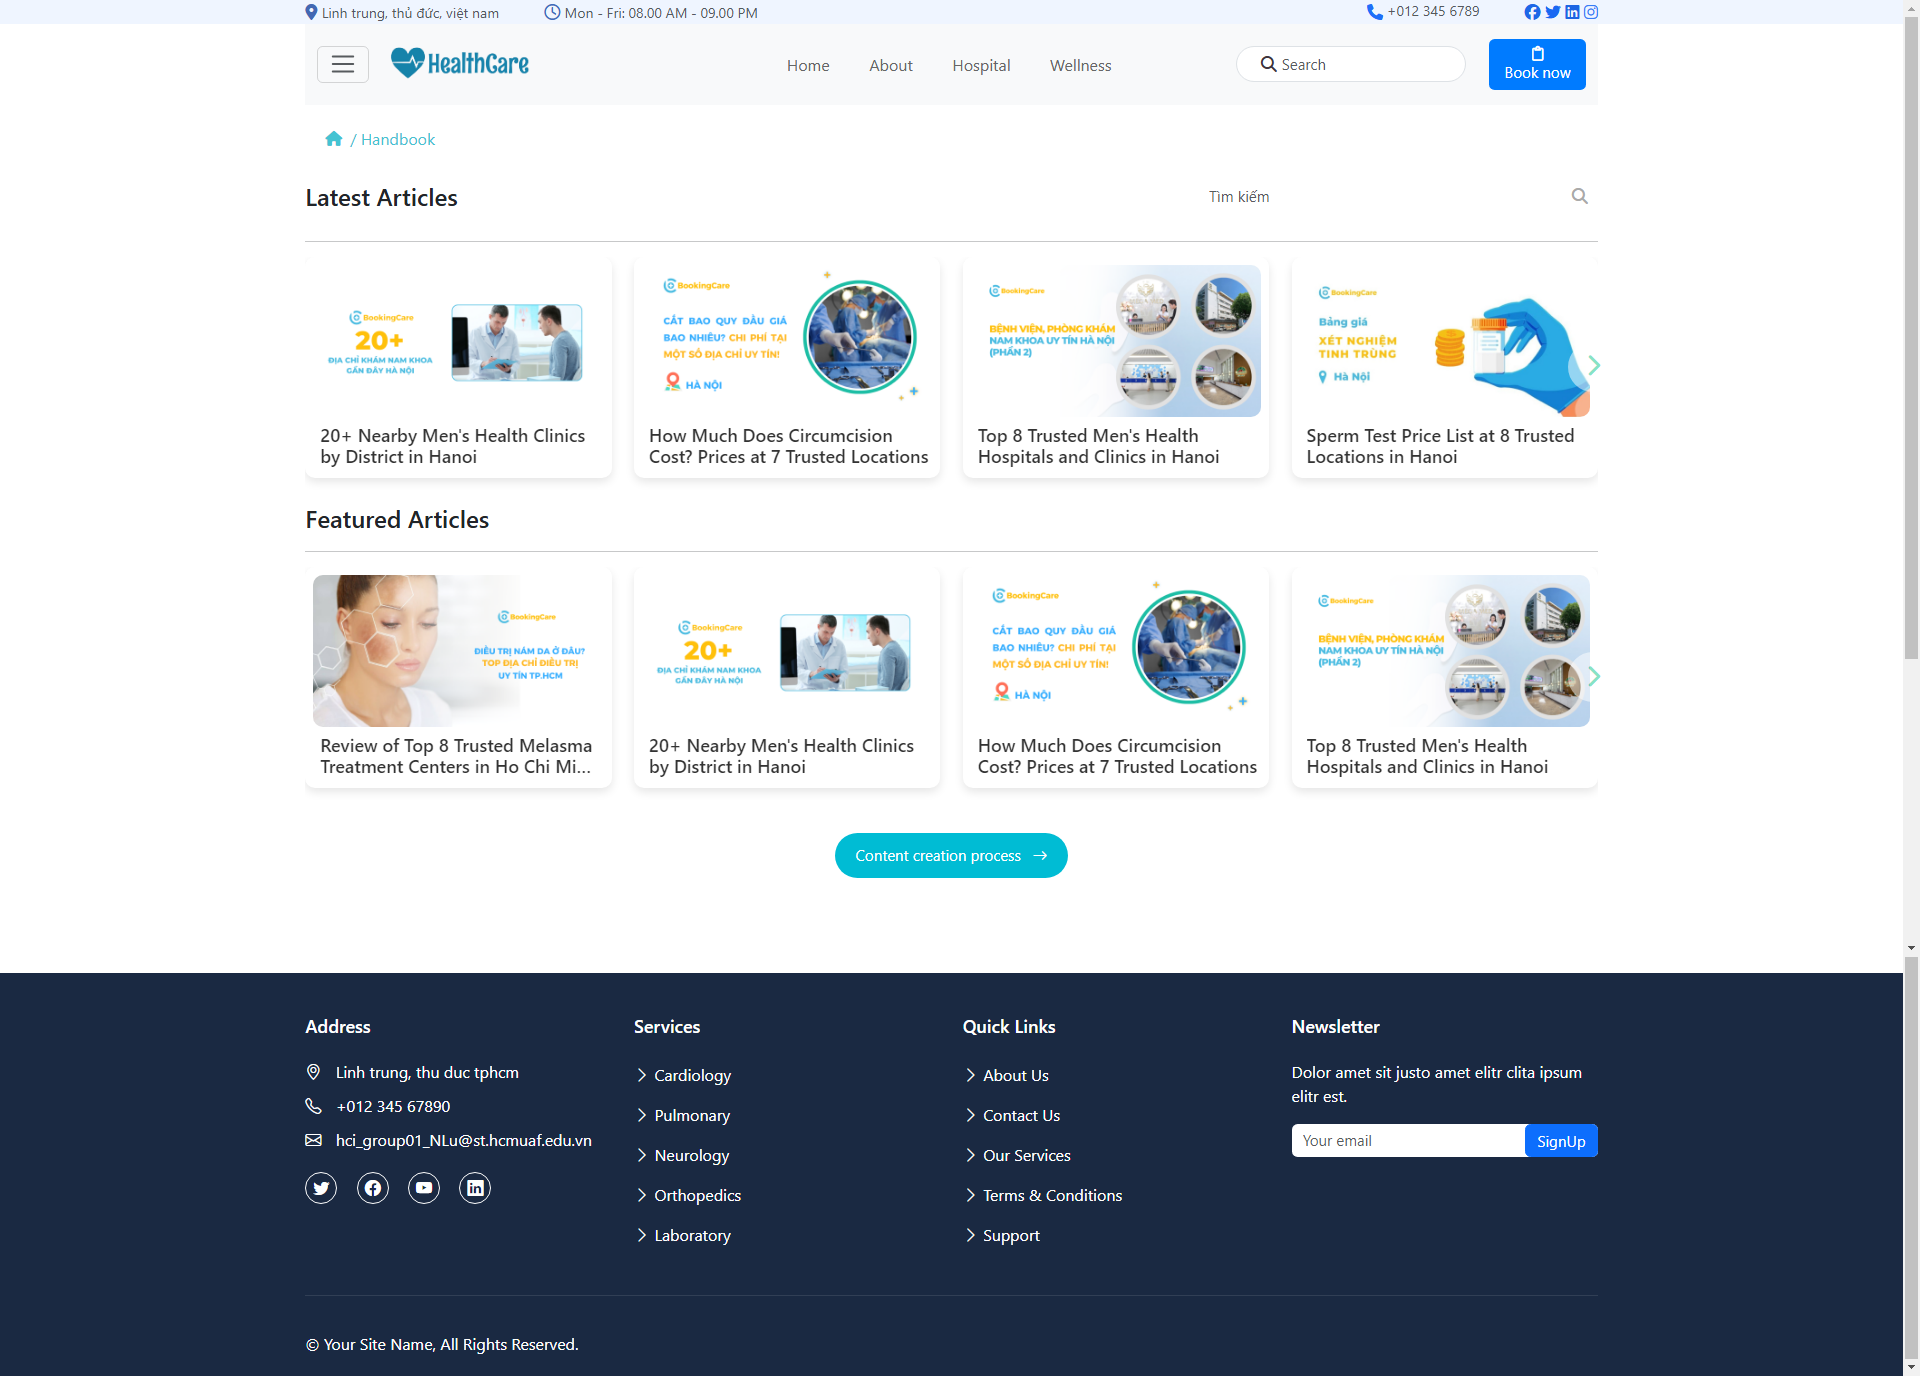 Linh trung, thủ đức, việt nam
Mon - Fri: 08.00 AM - 09.00 PM
+012 345 6789
HealthCare
Home
About
Hospital
Wellness
Search
Book now
/ Handbook
Latest Articles
Tìm kiếm
BookingCare
20+
ĐỊA CHỈ KHÁM NAM KHOA
GẦN ĐÂY HÀ NỘI
20+ Nearby Men's Health Clinics
by District in Hanoi
BookingCare
CẮT BAO QUY ĐẦU GIÁ
BAO NHIÊU? CHI PHÍ TẠI
MỘT SỐ ĐỊA CHỈ UY TÍN!
HÀ NỘI
How Much Does Circumcision
Cost? Prices at 7 Trusted Locations
BookingCare
BỆNH VIỆN, PHÒNG KHÁM
NAM KHOA UY TÍN HÀ NỘI
(PHẦN 2)
Top 8 Trusted Men's Health
Hospitals and Clinics in Hanoi
BookingCare
Bảng giá
XÉT NGHIỆM
TINH TRÙNG
Hà Nội
Sperm Test Price List at 8 Trusted
Locations in Hanoi
Featured Articles
BookingCare
ĐIỀU TRỊ NÁM DA Ở ĐÂU?
TOP ĐỊA CHỈ ĐIỀU TRỊ
UY TÍN TP.HCM
Review of Top 8 Trusted Melasma
Treatment Centers in Ho Chi Mi...
BookingCare
20+
ĐỊA CHỈ KHÁM NAM KHOA
GẦN ĐÂY HÀ NỘI
20+ Nearby Men's Health Clinics
by District in Hanoi
BookingCare
CẮT BAO QUY ĐẦU GIÁ
BAO NHIÊU? CHI PHÍ TẠI
MỘT SỐ ĐỊA CHỈ UY TÍN!
HÀ NỘI
How Much Does Circumcision
Cost? Prices at 7 Trusted Locations
BookingCare
BỆNH VIỆN, PHÒNG KHÁM
NAM KHOA UY TÍN HÀ NỘI
(PHẦN 2)
Top 8 Trusted Men's Health
Hospitals and Clinics in Hanoi
Content creation process
Address
Linh trung, thu duc tphcm
+012 345 67890
hci_group01_NLu@st.hcmuaf.edu.vn
Services
Cardiology
Pulmonary
Neurology
Orthopedics
Laboratory
Quick Links
About Us
Contact Us
Our Services
Terms & Conditions
Support
Newsletter
Dolor amet sit justo amet elitr clita ipsum
elitr est.
Your email
SignUp
© Your Site Name, All Rights Reserved.